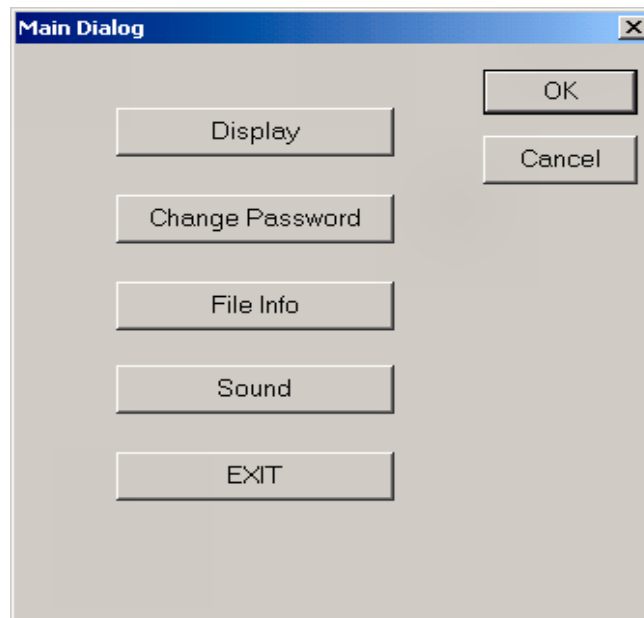 Main Dialog
OK
Display
Cancel
Change Password
File Info
Sound
EXIT